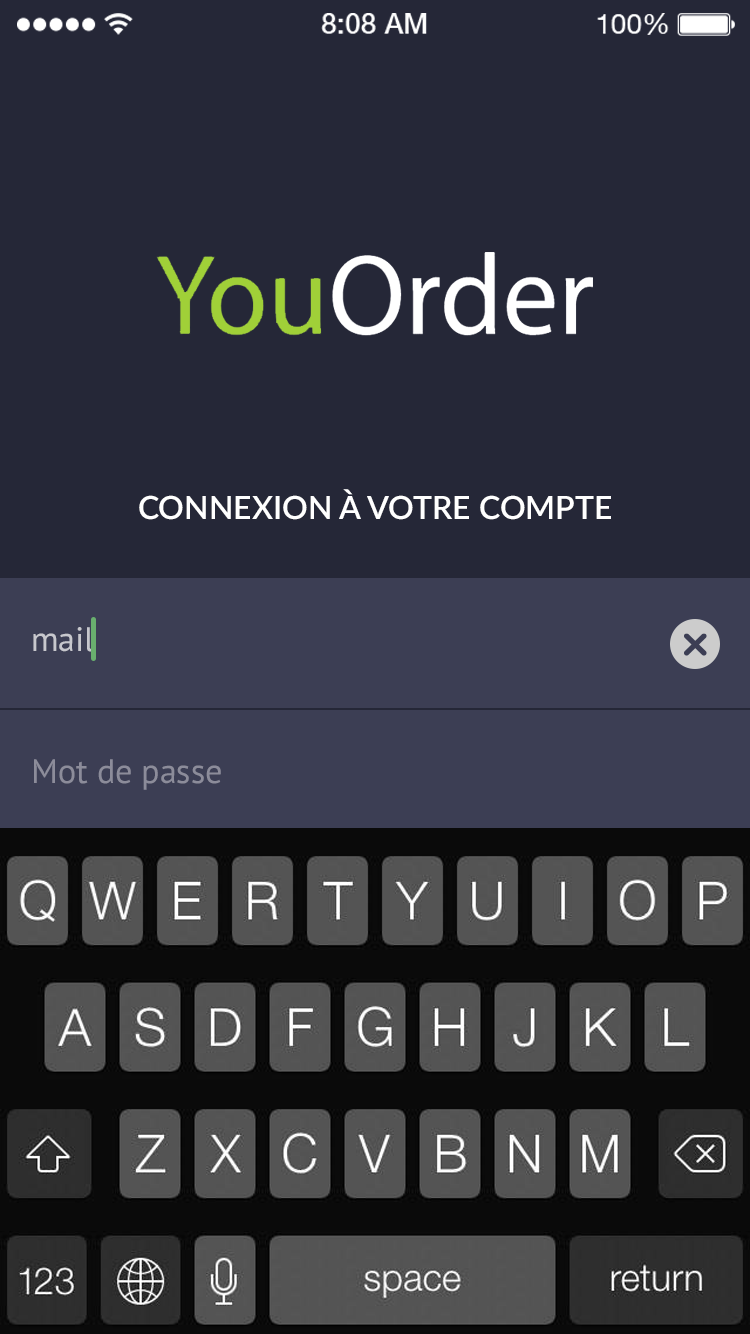 8:08 AM 100%
YouOrder
CONNEXION À VOTRE COMPTE
mail
Mot de passe
Q W E R T Y U I O P
A S D F G H J K L
Z X C V B N M
123 space return